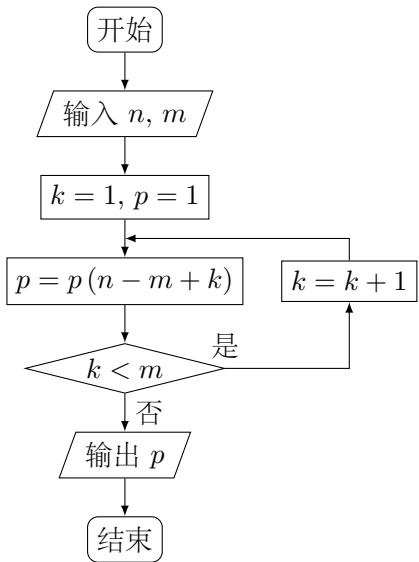 开始
输入 n, m
k = 1, p = 1
p = p (n − m + k)
k = k + 1
k < m
是
否
输出 p
结束